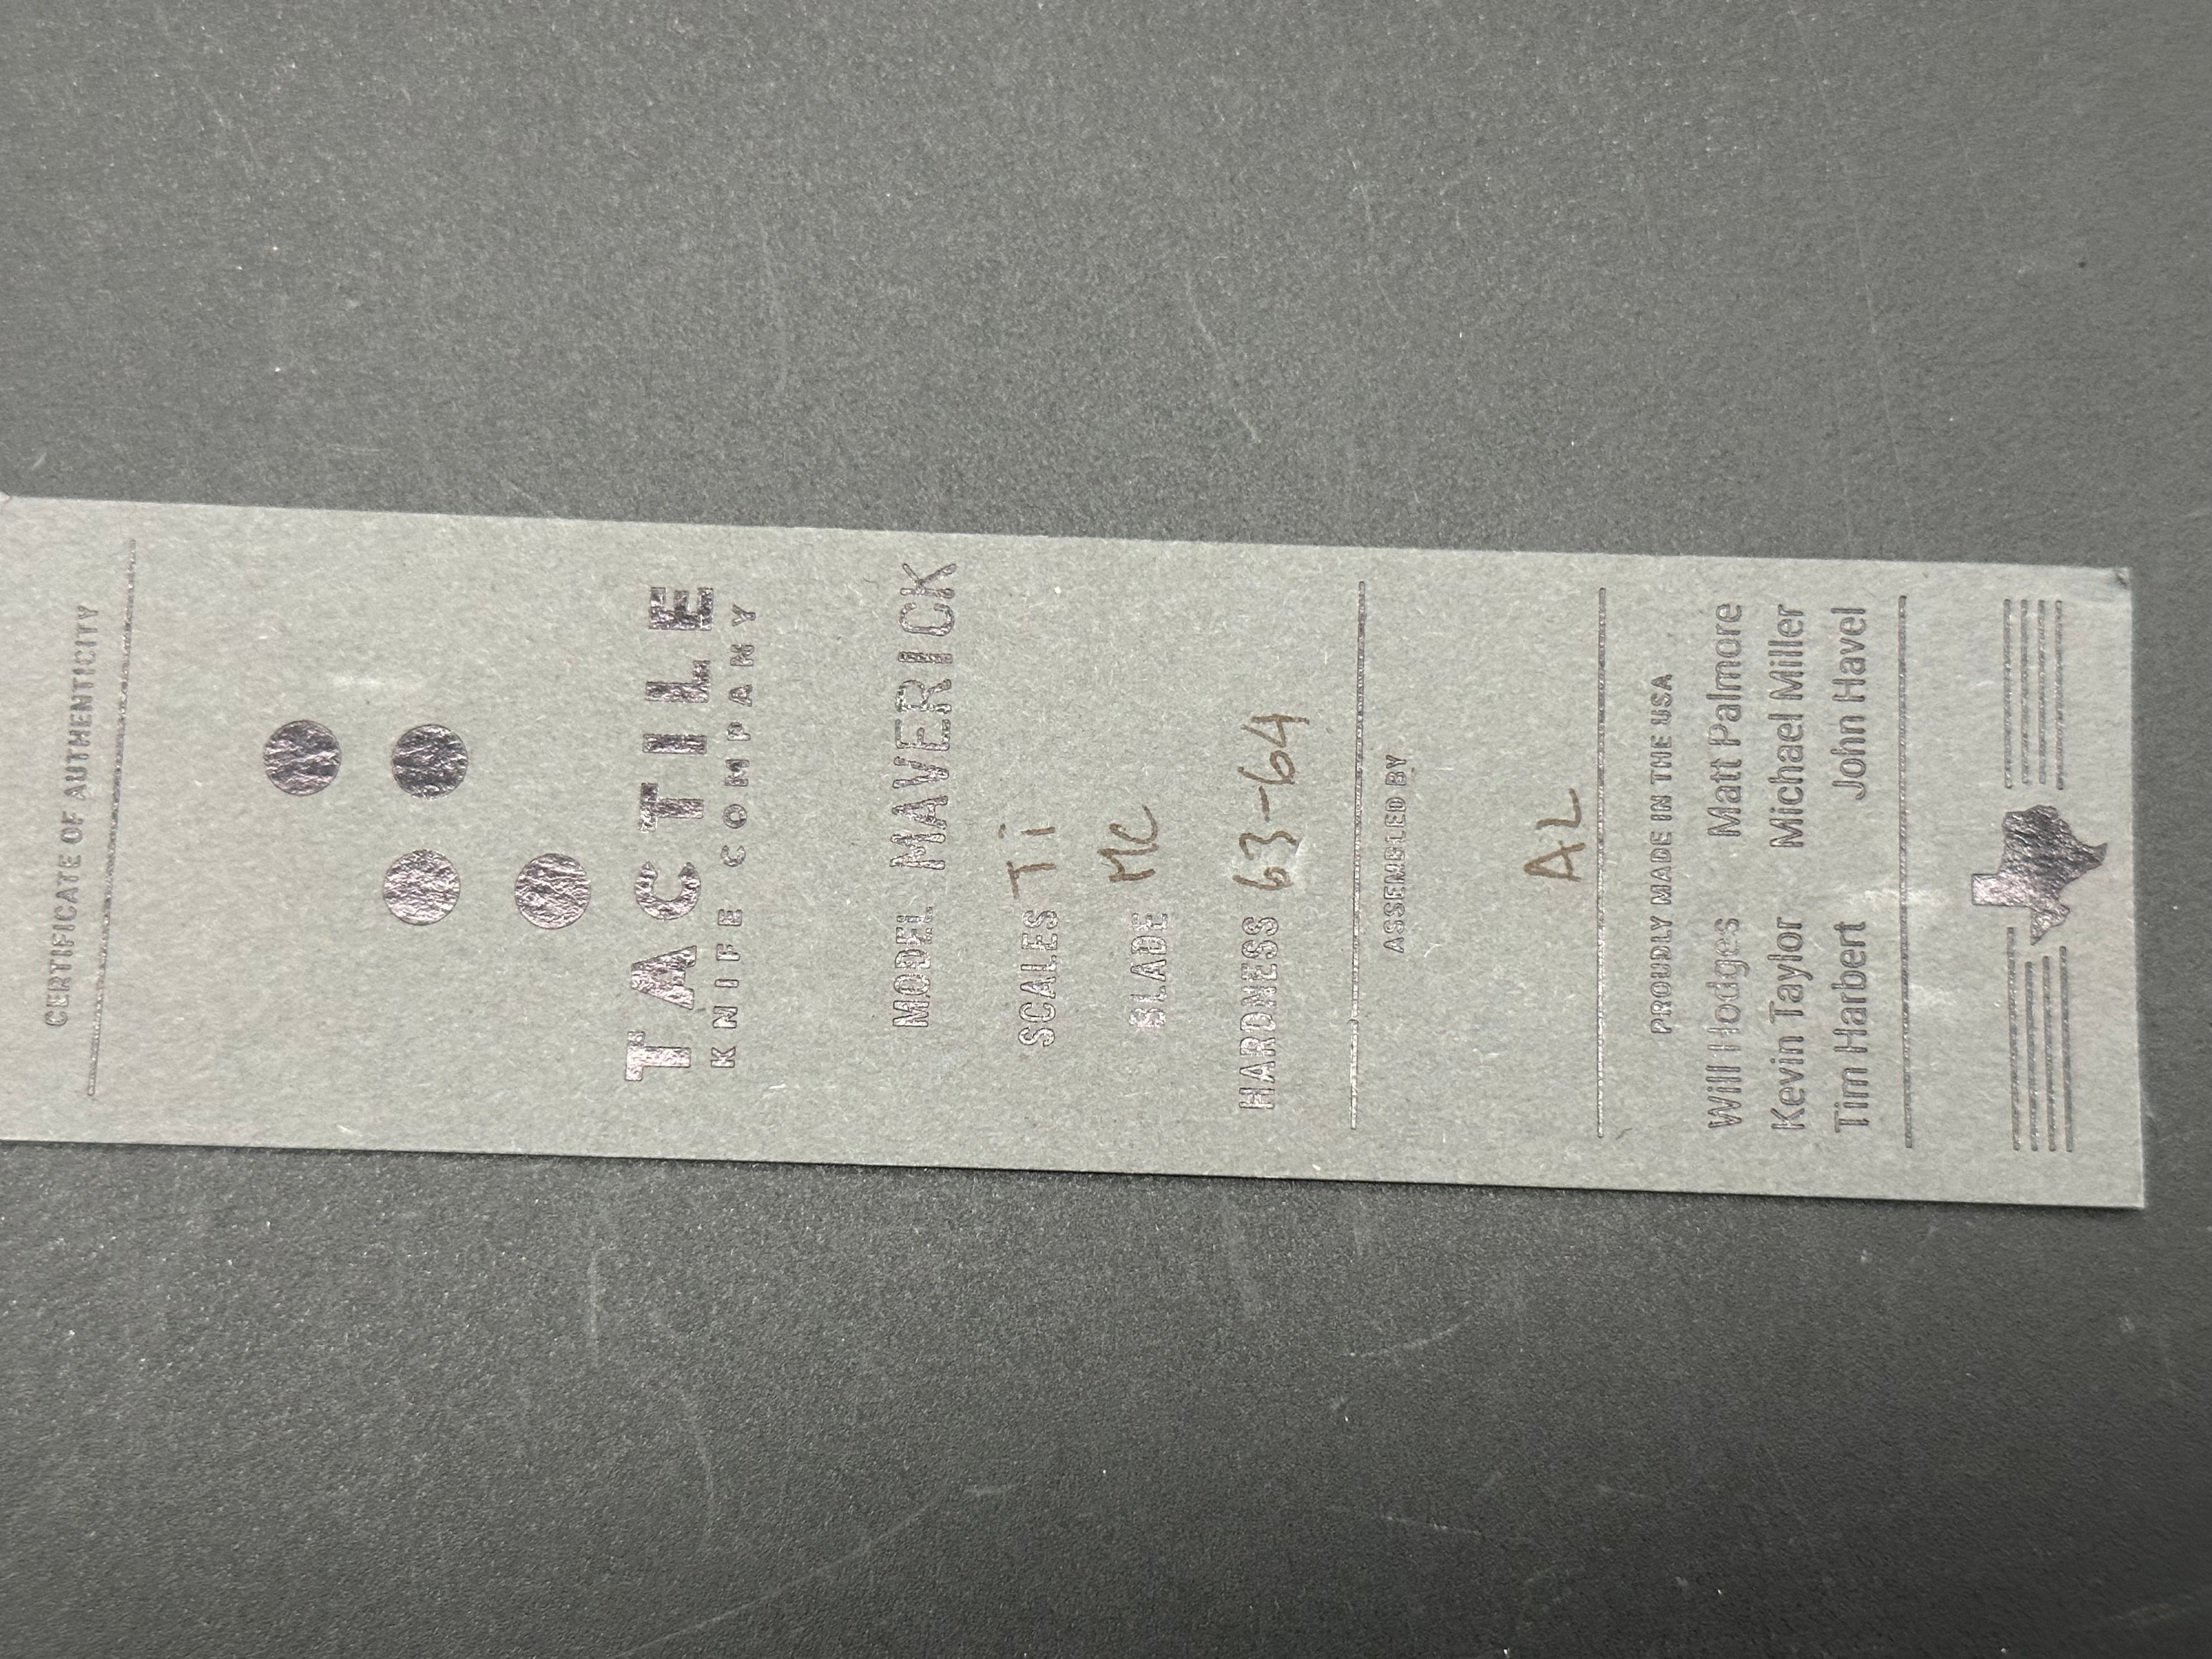 CERTIFICATE OF AUTHENTICITY
TACTILE
KNIFE COMPANY
MODEL MAVERICK
SCALES Ti
BLADE MC
HARDNESS 63-64
ASSEMBLED BY
AL
PROUDLY MADE IN THE USA
Will Hodges Matt Palmore
Kevin Taylor Michael Miller
Tim Harbert John Havel